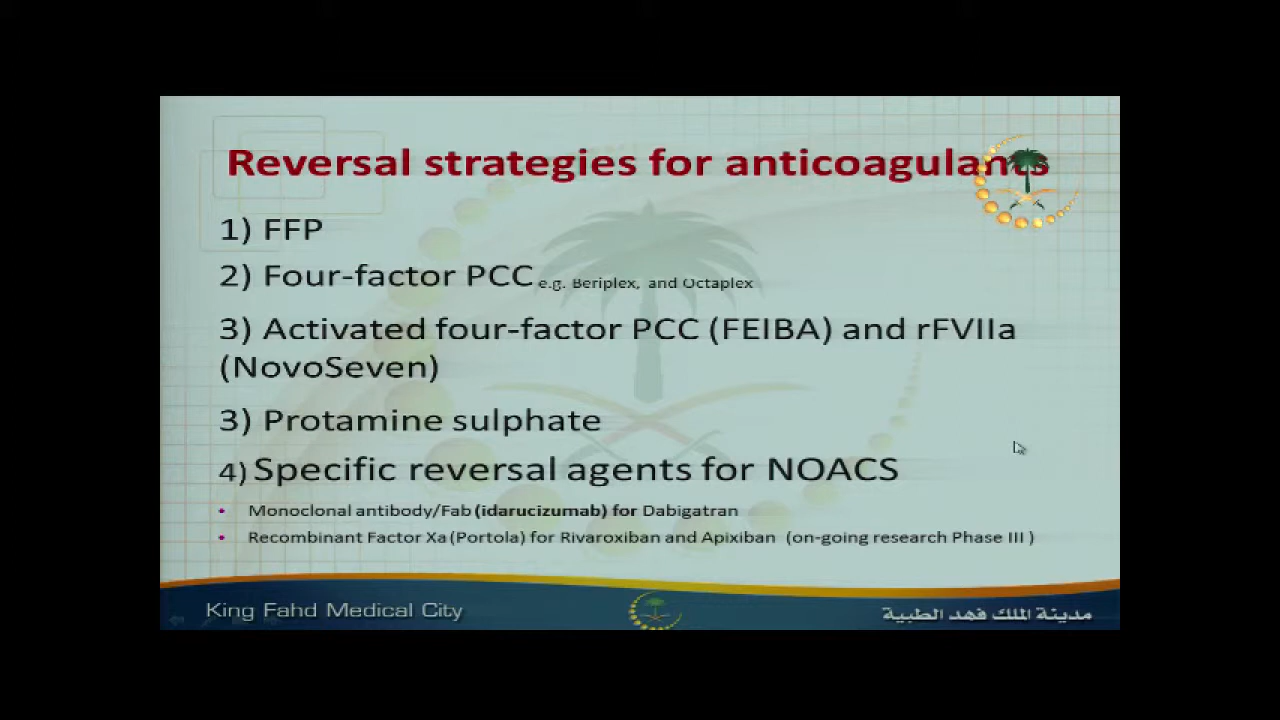 Reversal strategies for anticoagulants
1) FFP
2) Four-factor PCC e.g. Beriplex, and Octaplex
3) Activated four-factor PCC (FEIBA) and rFVIIa
(NovoSeven)
3) Protamine sulphate
4) Specific reversal agents for NOACS
• Monoclonal antibody/Fab (idarucizumab) for Dabigatran
• Recombinant Factor Xa (Portola) for Rivaroxiban and Apixiban (on-going research Phase III )
King Fahd Medical City
مدينة الملك فهد الطبية